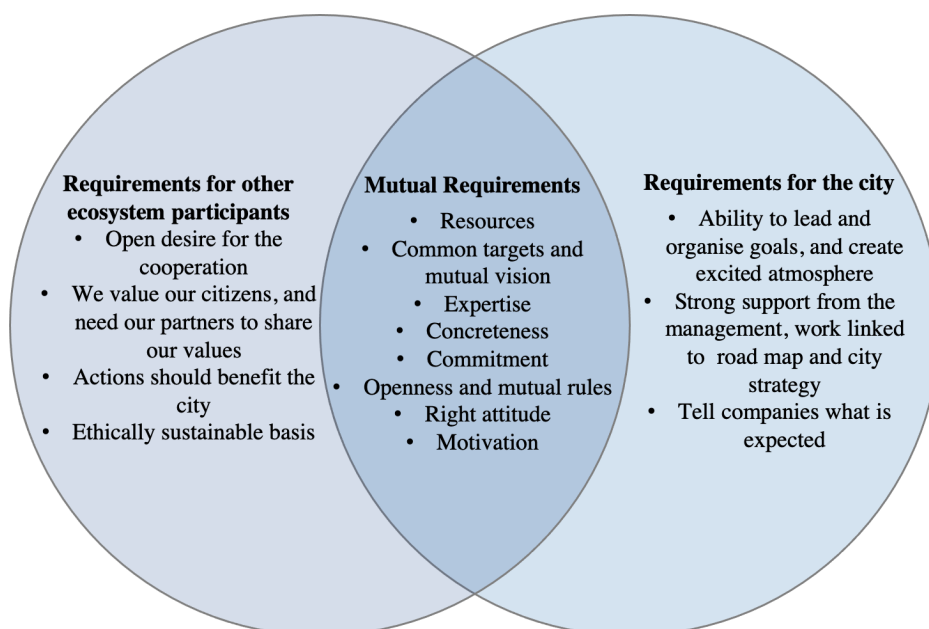 Requirements for other
ecosystem participants
• Open desire for the
cooperation
• We value our citizens, and
need our partners to share
our values
• Actions should benefit the
city
• Ethically sustainable basis
Mutual Requirements
• Resources
• Common targets and
mutual vision
• Expertise
• Concreteness
• Commitment
• Openness and mutual rules
• Right attitude
• Motivation
Requirements for the city
• Ability to lead and
organise goals, and create
excited atmosphere
• Strong support from the
management, work linked
to road map and city
strategy
• Tell companies what is
expected